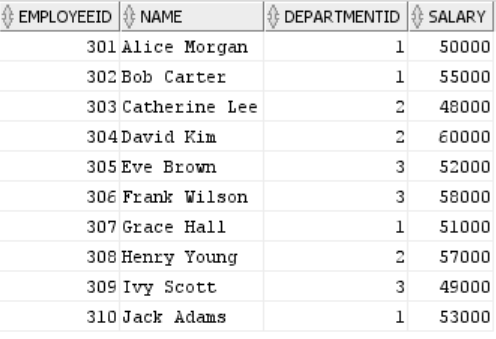 EMPLOYEEID NAME DEPARTMENTID SALARY
301 Alice Morgan 1 50000
302 Bob Carter 1 55000
303 Catherine Lee 2 48000
304 David Kim 2 60000
305 Eve Brown 3 52000
306 Frank Wilson 3 58000
307 Grace Hall 1 51000
308 Henry Young 2 57000
309 Ivy Scott 3 49000
310 Jack Adams 1 53000